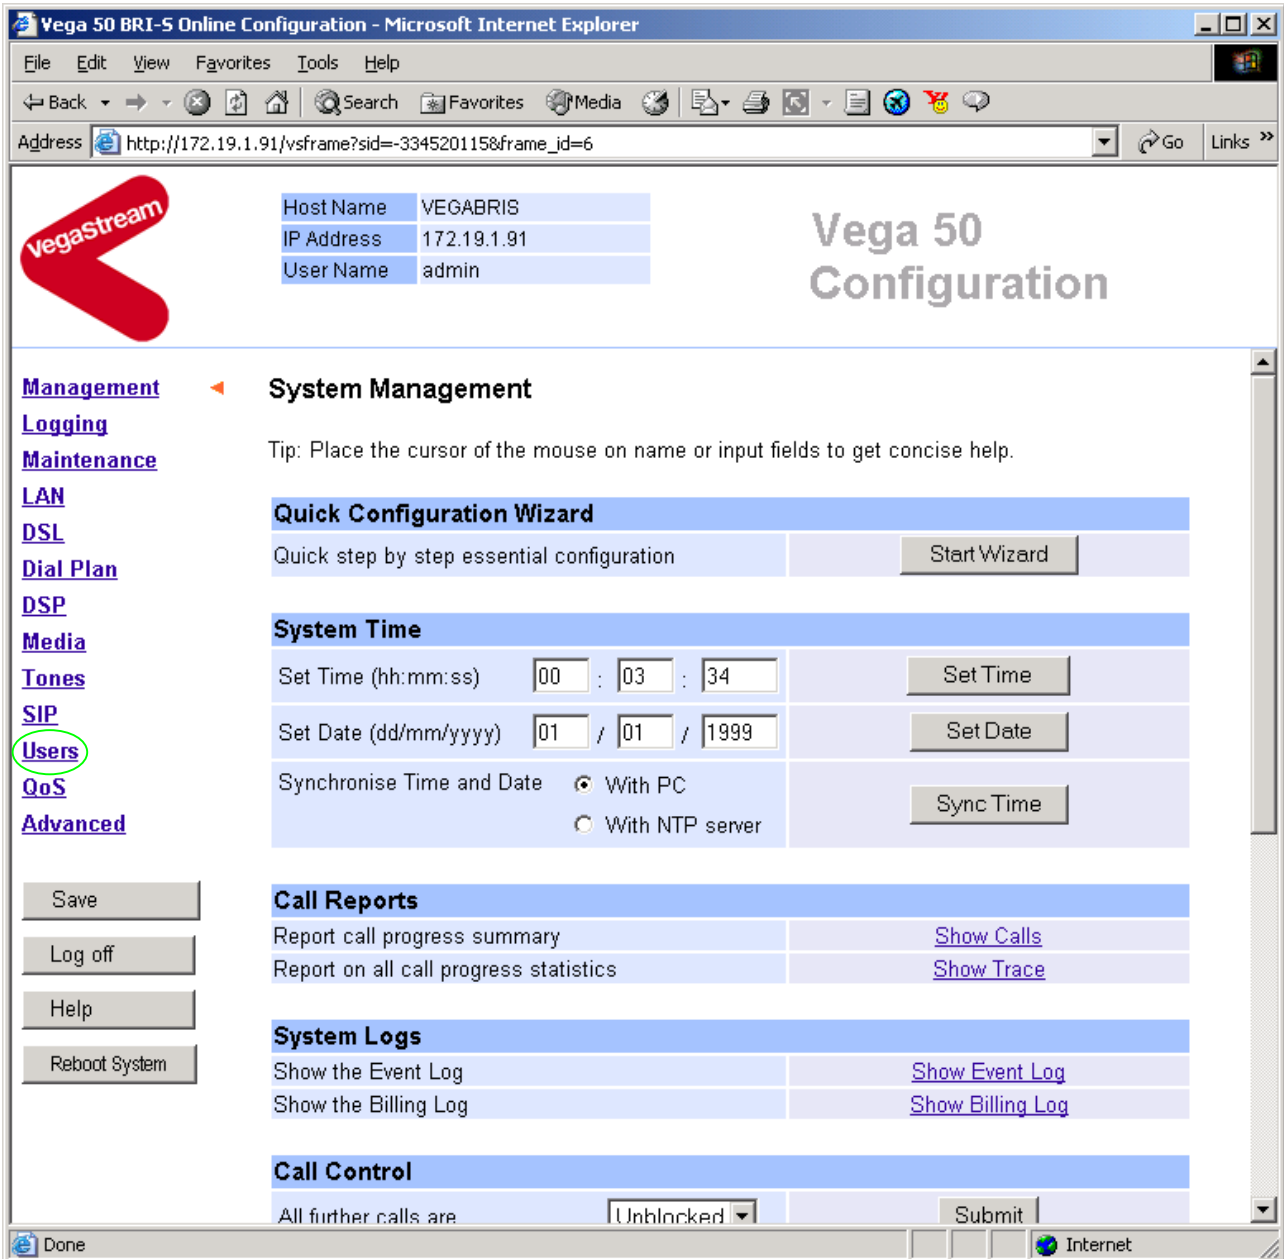 Vega 50 BRI-S Online Configuration - Microsoft Internet Explorer
File Edit View Favorites Tools Help
Back Search Favorites Media
Address http://172.19.1.91/vsframe?sid=-334520115&frame_id=6 Go Links »
vegastream
Host Name VEGABRIS
IP Address 172.19.1.91
User Name admin
Vega 50
Configuration
Management
Logging
Maintenance
LAN
DSL
Dial Plan
DSP
Media
Tones
SIP
Users
QoS
Advanced
Save
Log off
Help
Reboot System
System Management
Tip: Place the cursor of the mouse on name or input fields to get concise help.
Quick Configuration Wizard
Quick step by step essential configuration Start Wizard
System Time
Set Time (hh:mm:ss) 00 : 03 : 34 Set Time
Set Date (dd/mm/yyyy) 01 / 01 / 1999 Set Date
Synchronise Time and Date With PC
With NTP server
Sync Time
Call Reports
Report call progress summary Show Calls
Report on all call progress statistics Show Trace
System Logs
Show the Event Log Show Event Log
Show the Billing Log Show Billing Log
Call Control
All further calls are Unblocked Submit
Done Internet